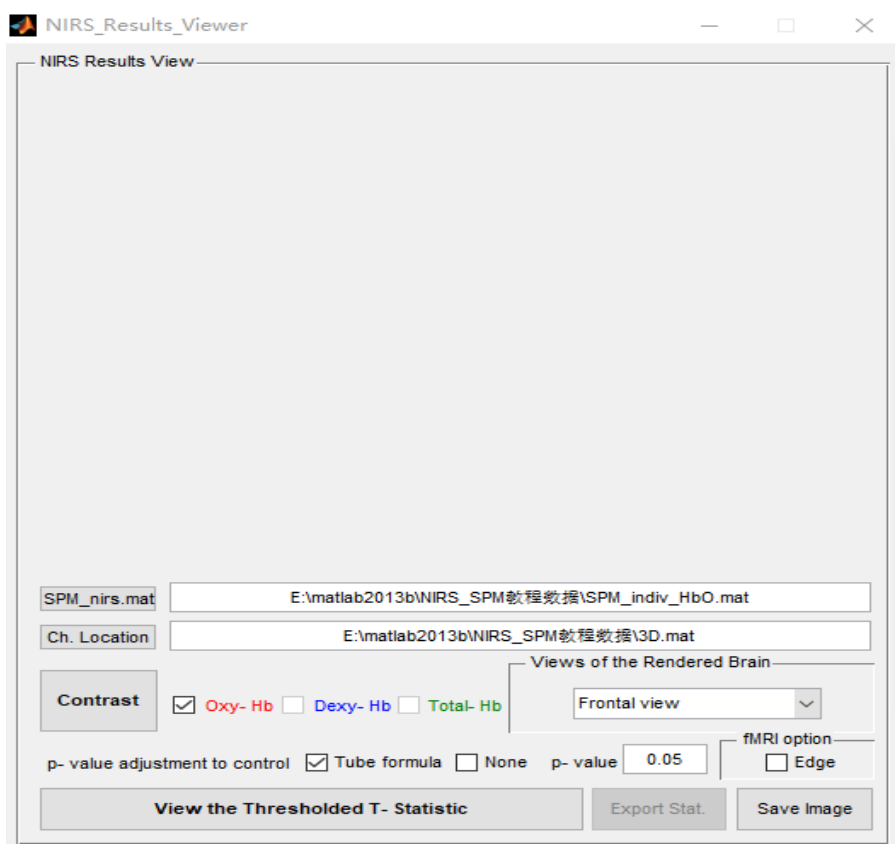 NIRS_Results_Viewer
NIRS Results View
SPM_nirs.mat E:\matlab2013b\NIRS_SPM教程数据\SPM_indiv_HbO.mat
Ch. Location E:\matlab2013b\NIRS_SPM教程数据\3D.mat
Views of the Rendered Brain
Contrast Oxy- Hb Dexy- Hb Total- Hb Frontal view
fMRI option
p- value adjustment to control Tube formula None p- value 0.05 Edge
View the Thresholded T- Statistic Export Stat. Save Image